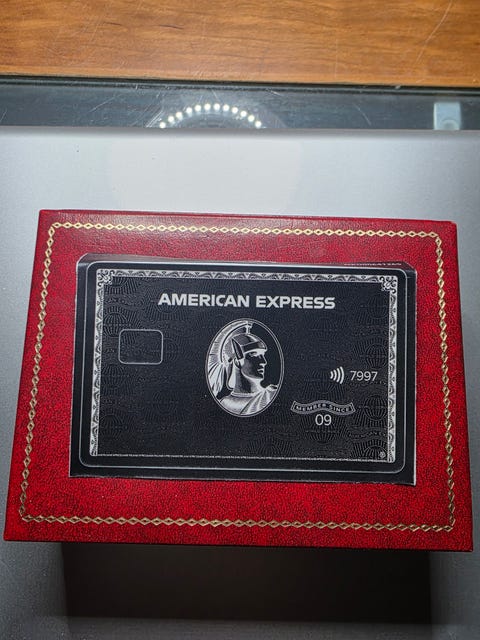 AMERICAN EXPRESS
7997
MEMBER SINCE
09